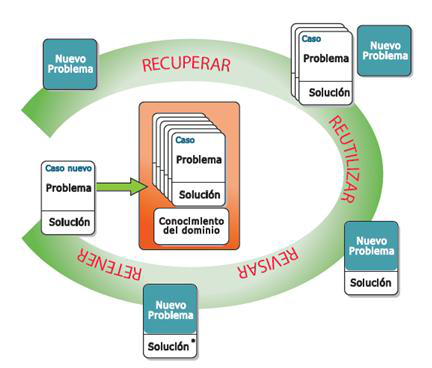 Nuevo
Problema
RECUPERAR
Caso
Problema
Solución
Nuevo
Problema
REUTILIZAR
Nuevo
Problema
Solución
REVISAR
Nuevo
Problema
Solución*
RETENER
Caso nuevo
Problema
Solución
Caso
Problema
Solución
Conocimiento
del dominio